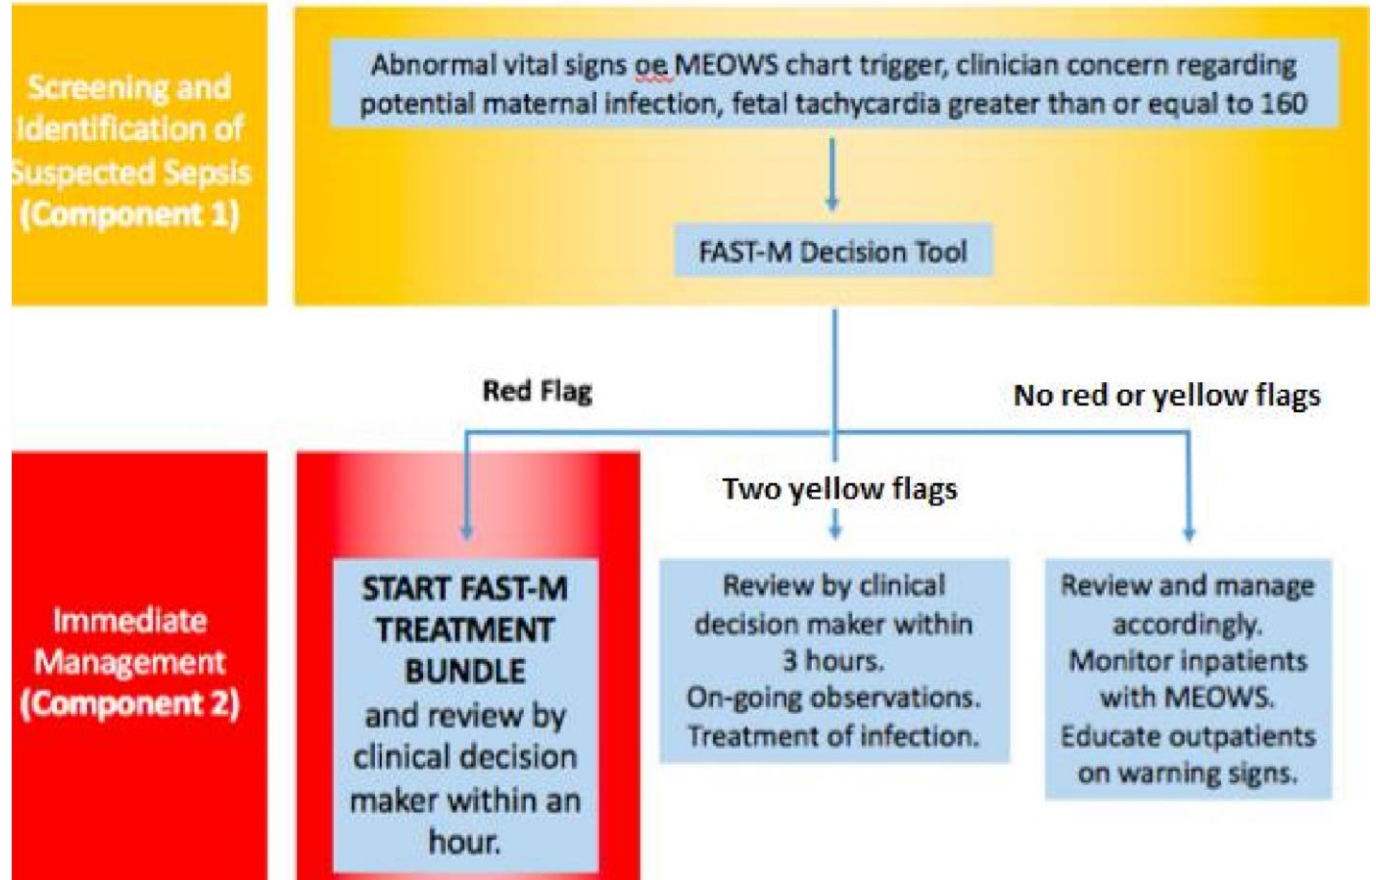 Screening and
Identification of
Suspected Sepsis
(Component 1)
Abnormal vital signs oe MEOWS chart trigger, clinician concern regarding
potential maternal infection, fetal tachycardia greater than or equal to 160
FAST-M Decision Tool
Red Flag
No red or yellow flags
Two yellow flags
Immediate
Management
(Component 2)
START FAST-M
TREATMENT
BUNDLE
and review by
clinical decision
maker within an
hour.
Review by clinical
decision maker within
3 hours.
On-going observations.
Treatment of infection.
Review and manage
accordingly.
Monitor inpatients
with MEOWS.
Educate outpatients
on warning signs.